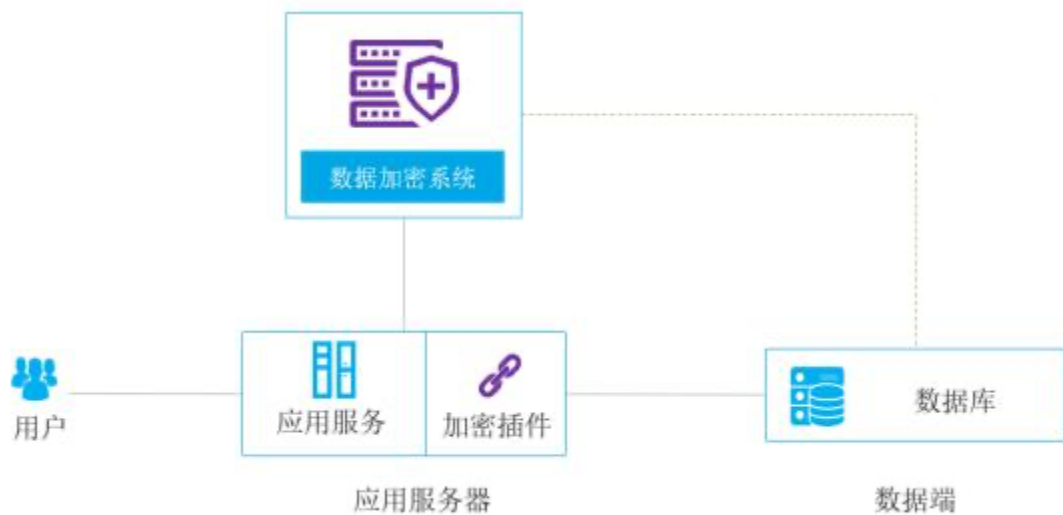 数据加密系统
用户
应用服务
加密插件
数据库
应用服务器
数据端